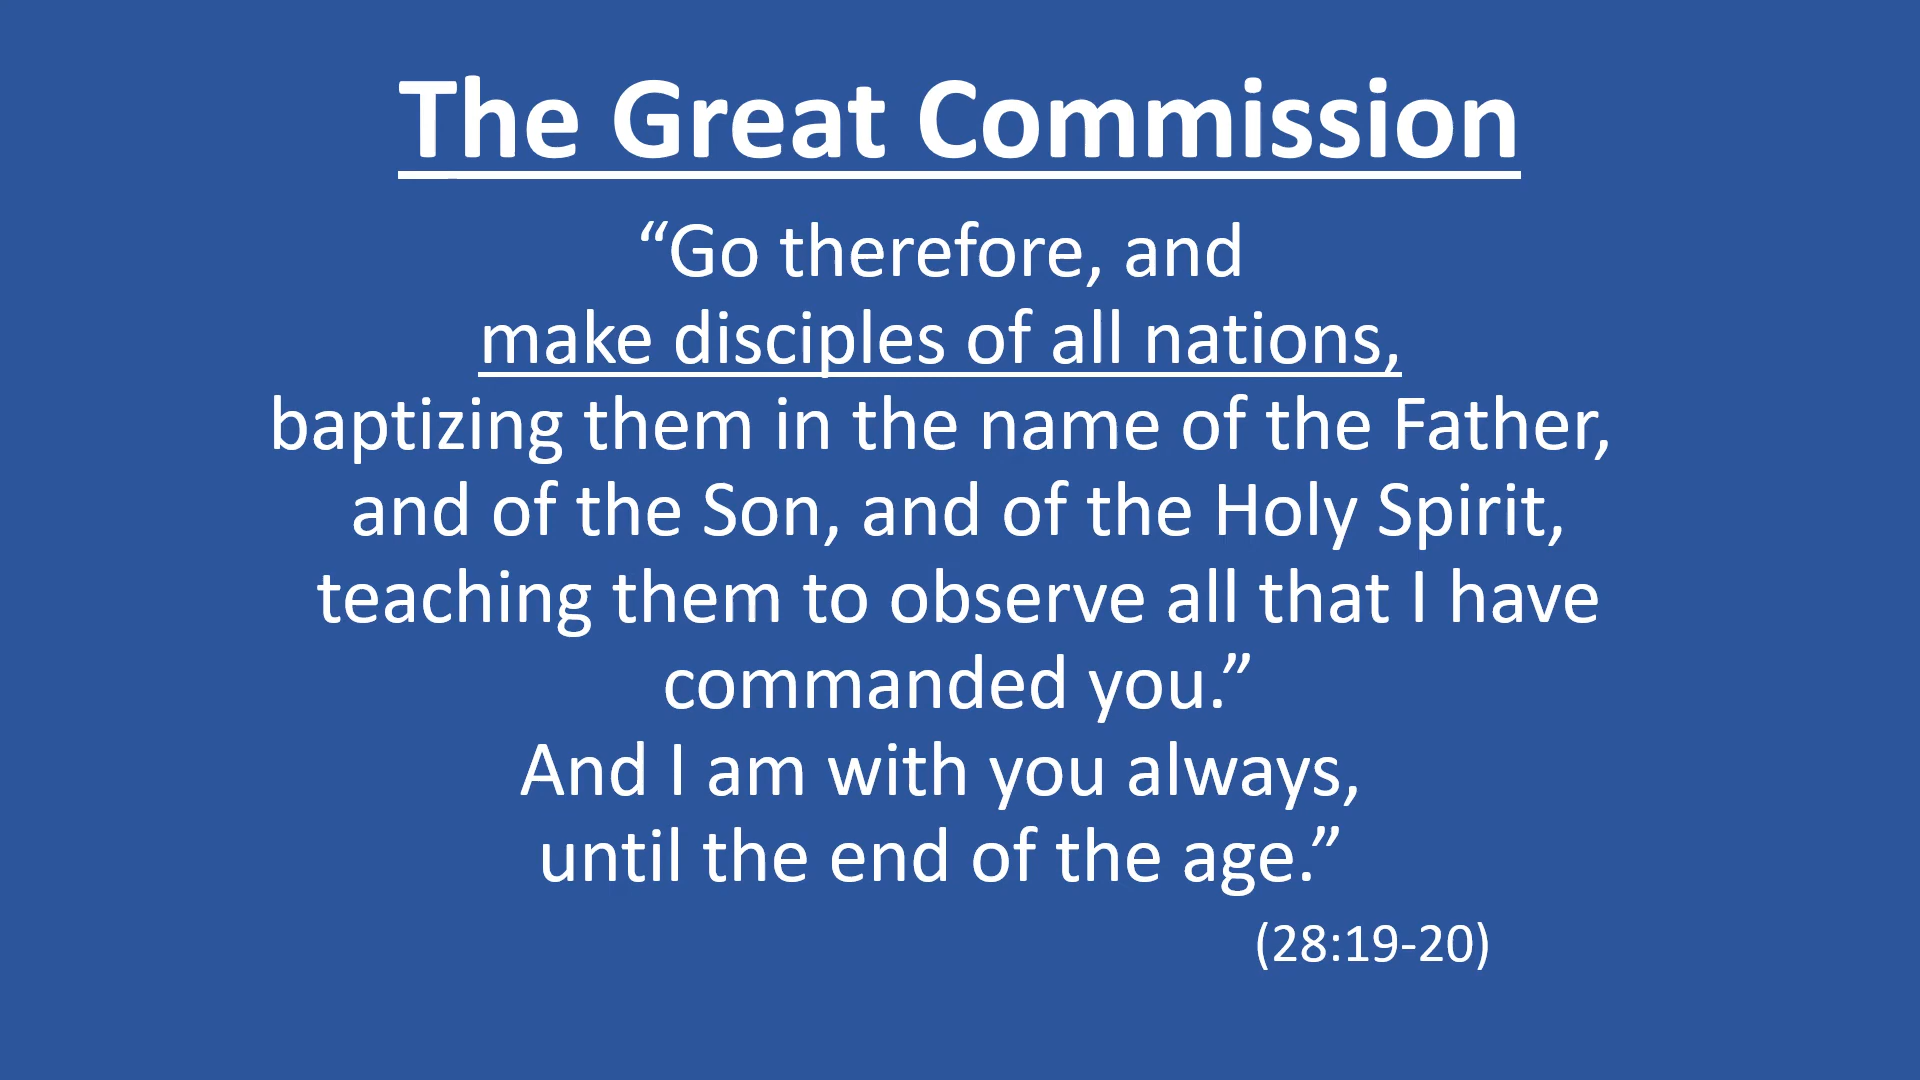 The Great Commission
“Go therefore, and
make disciples of all nations,
baptizing them in the name of the Father,
and of the Son, and of the Holy Spirit,
teaching them to observe all that I have
commanded you.”
And I am with you always,
until the end of the age.”
(28:19-20)